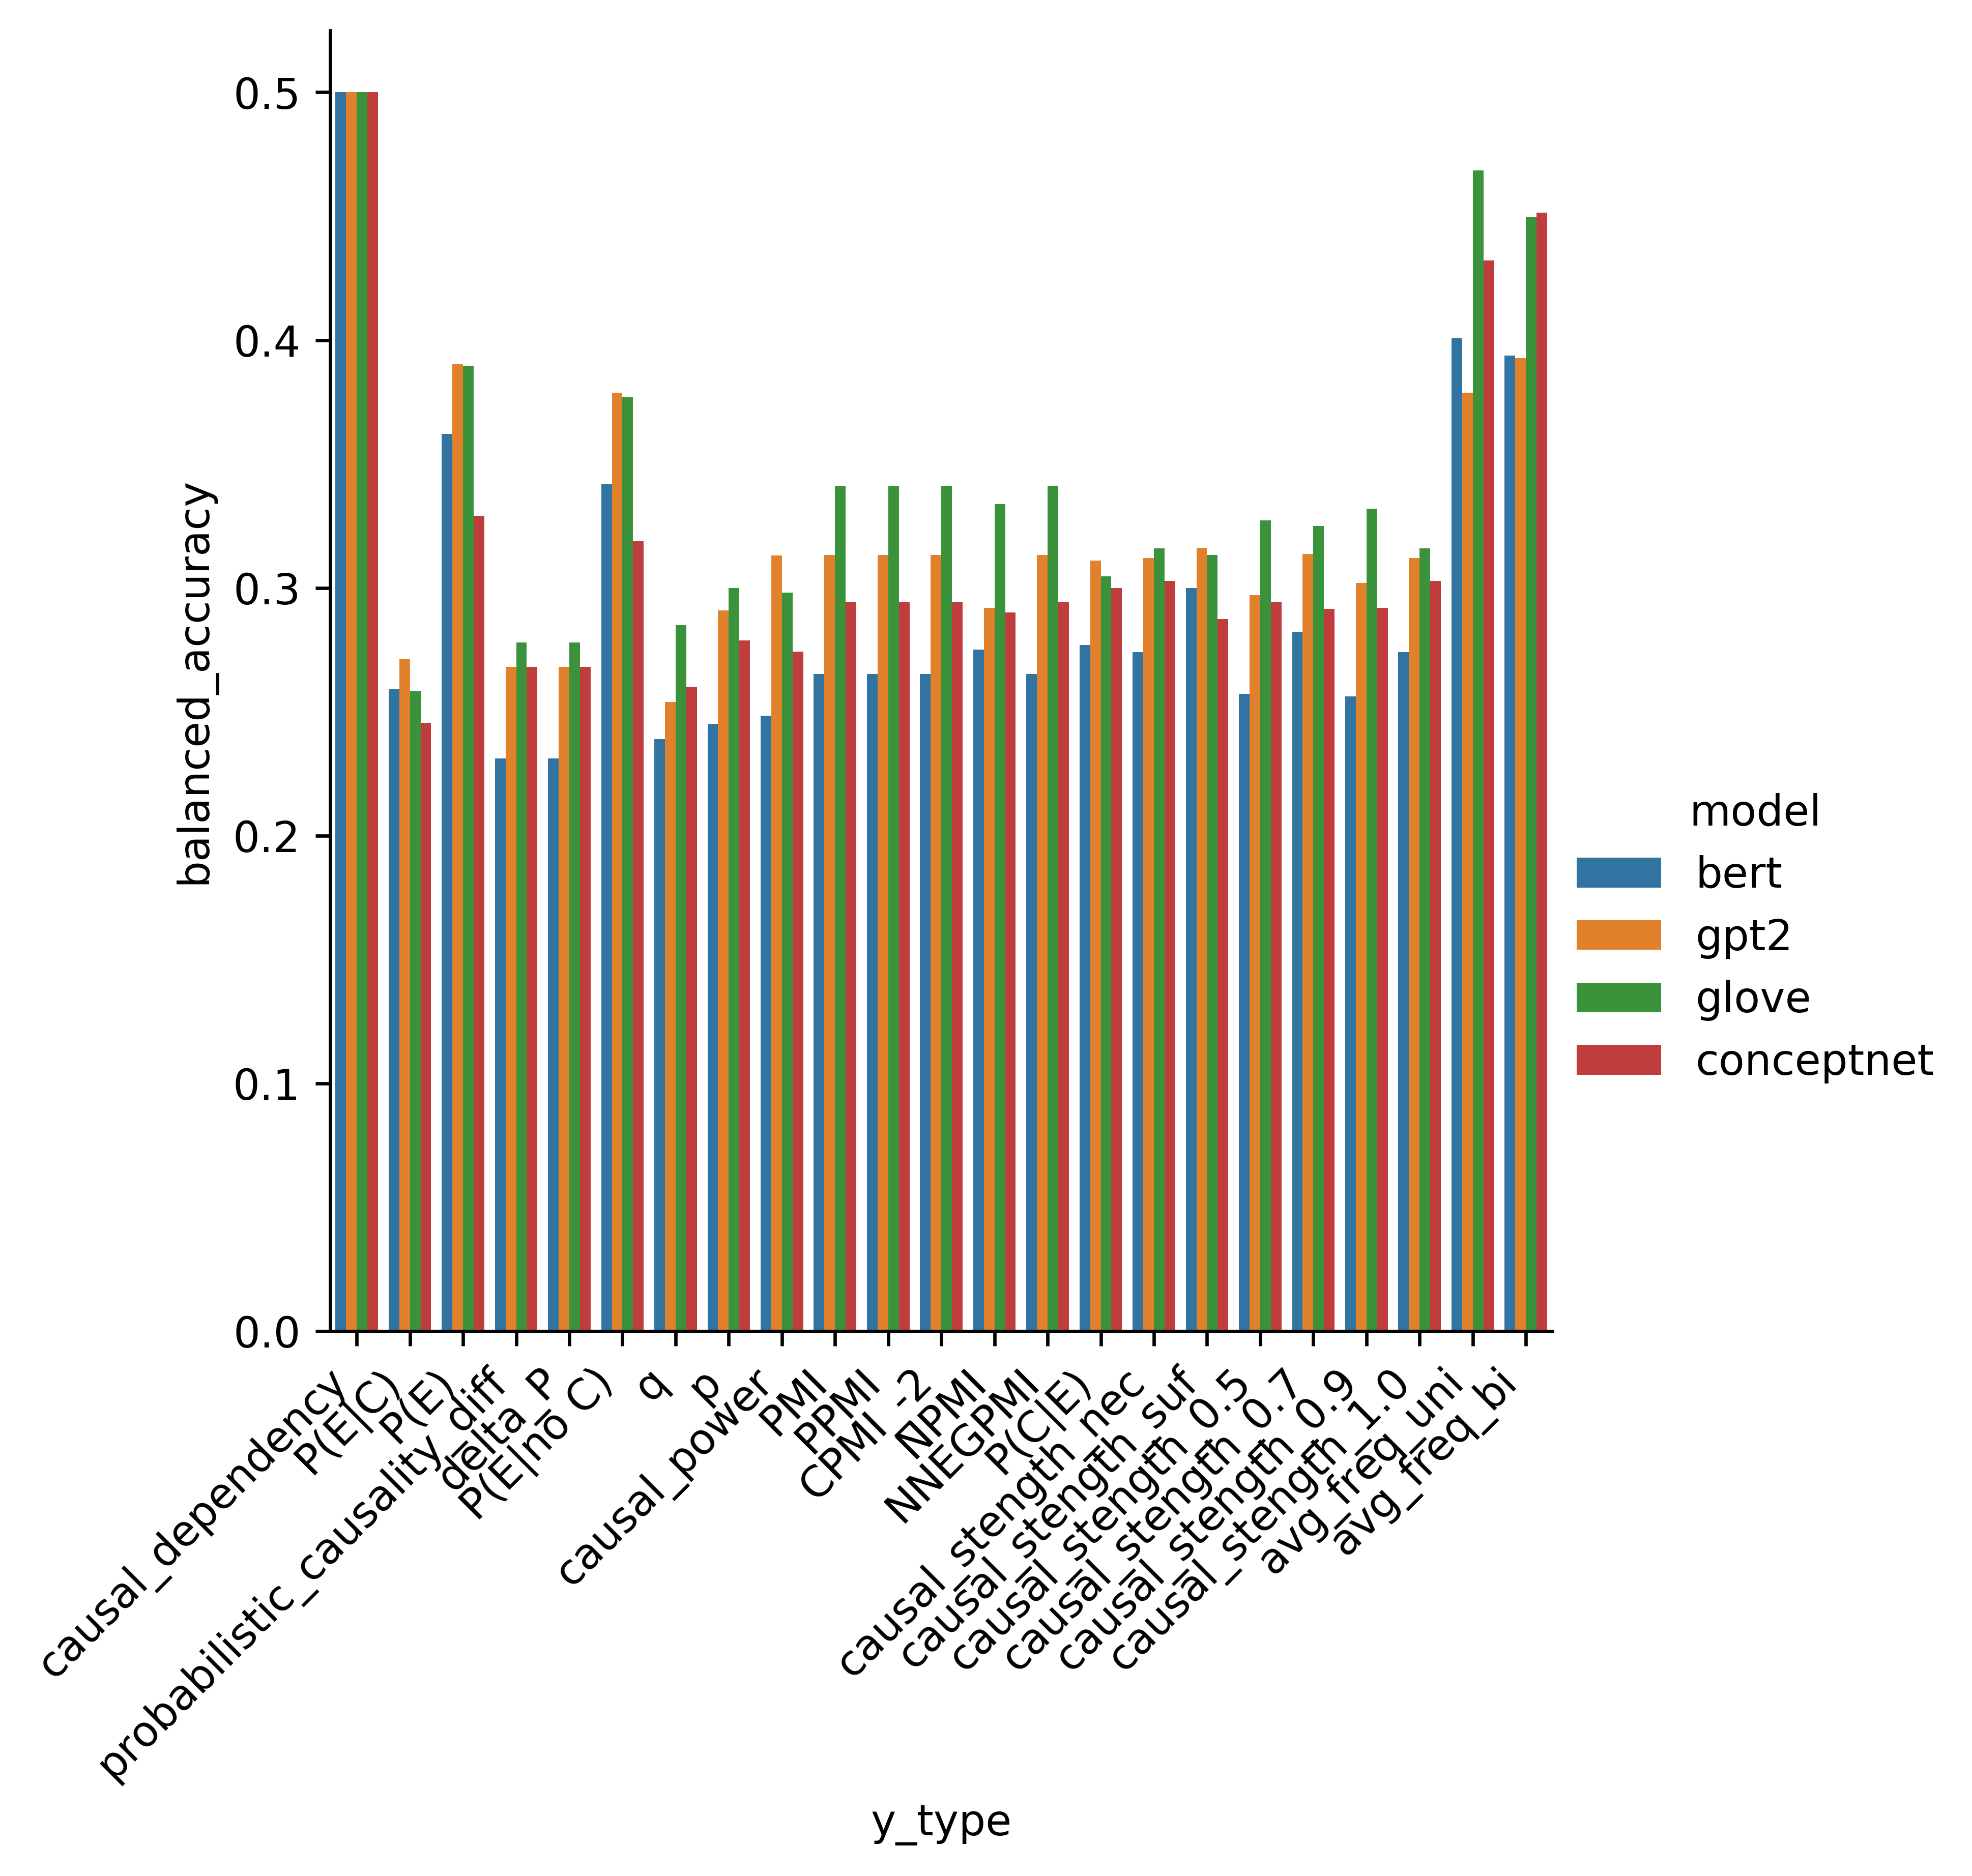 balanced_accuracy
0.5
0.4
0.3
0.2
0.1
0.0
causal_dependency
P(E|C)
P(E)
probabilistic_causality_diff
delta_P
P(E|no C)
q
p
causal_power
PMI
PPMI
CPMI -2
NPMI
NNEGPMI
P(C|E)
causal_stength_nec
causal_stength_suf
causal_stength_0.5
causal_stength_0.7
causal_stength_0.9
causal_stength_1.0
avg_freq_uni
avg_freq_bi
y_type
model
bert
gpt2
glove
conceptnet